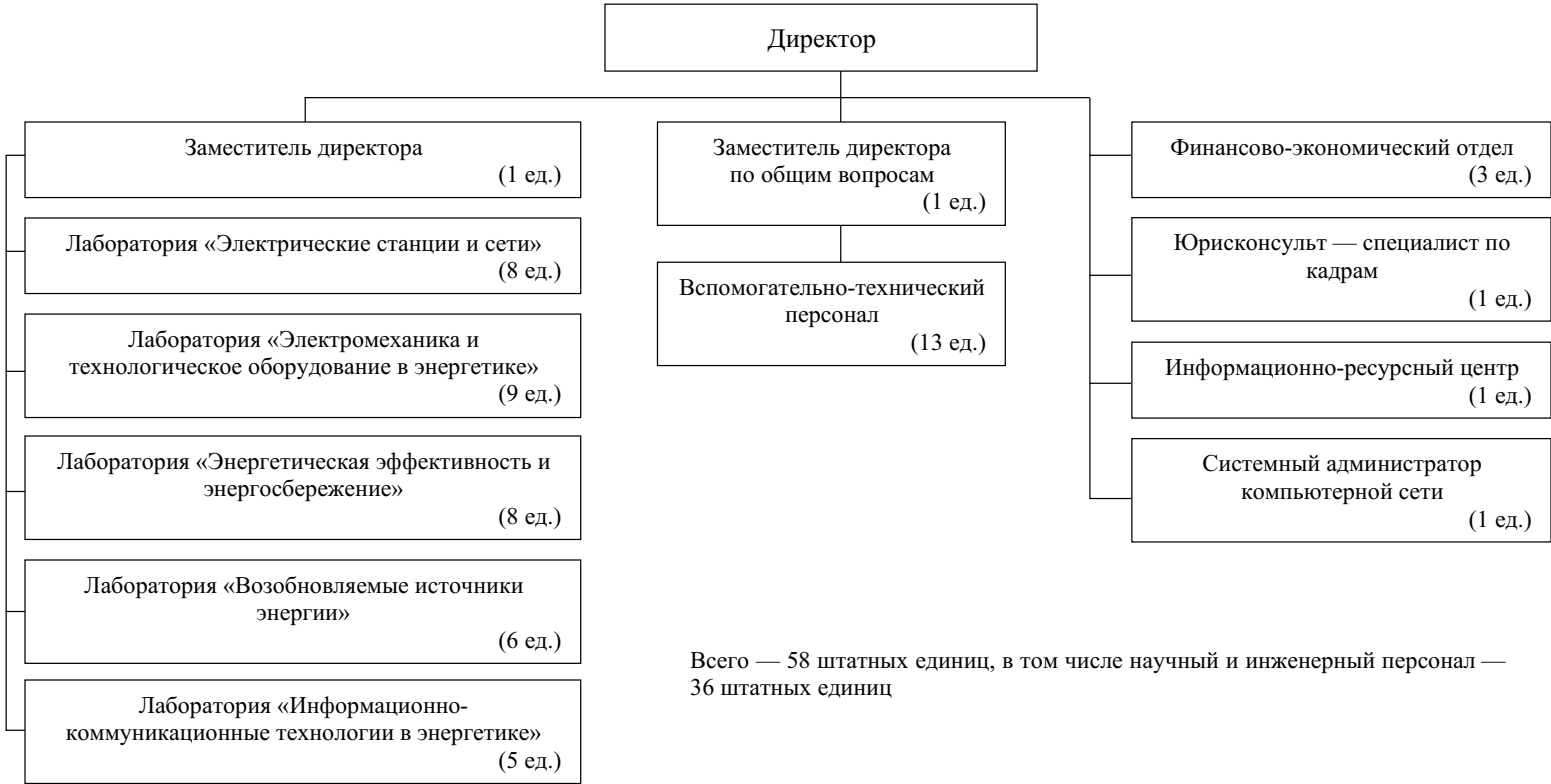 Директор
Заместитель директора
(1 ед.)
Лаборатория «Электрические станции и сети»
(8 ед.)
Лаборатория «Электромеханика и
технологическое оборудование в энергетике»
(9 ед.)
Лаборатория «Энергетическая эффективность и
энергосбережение»
(8 ед.)
Лаборатория «Возобновляемые источники
энергии»
(6 ед.)
Лаборатория «Информационно-
коммуникационные технологии в энергетике»
(5 ед.)
Заместитель директора
по общим вопросам
(1 ед.)
Вспомогательно-технический
персонал
(13 ед.)
Финансово-экономический отдел
(3 ед.)
Юрисконсульт — специалист по
кадрам
(1 ед.)
Информационно-ресурсный центр
(1 ед.)
Системный администратор
компьютерной сети
(1 ед.)
Всего — 58 штатных единиц, в том числе научный и инженерный персонал —
36 штатных единиц